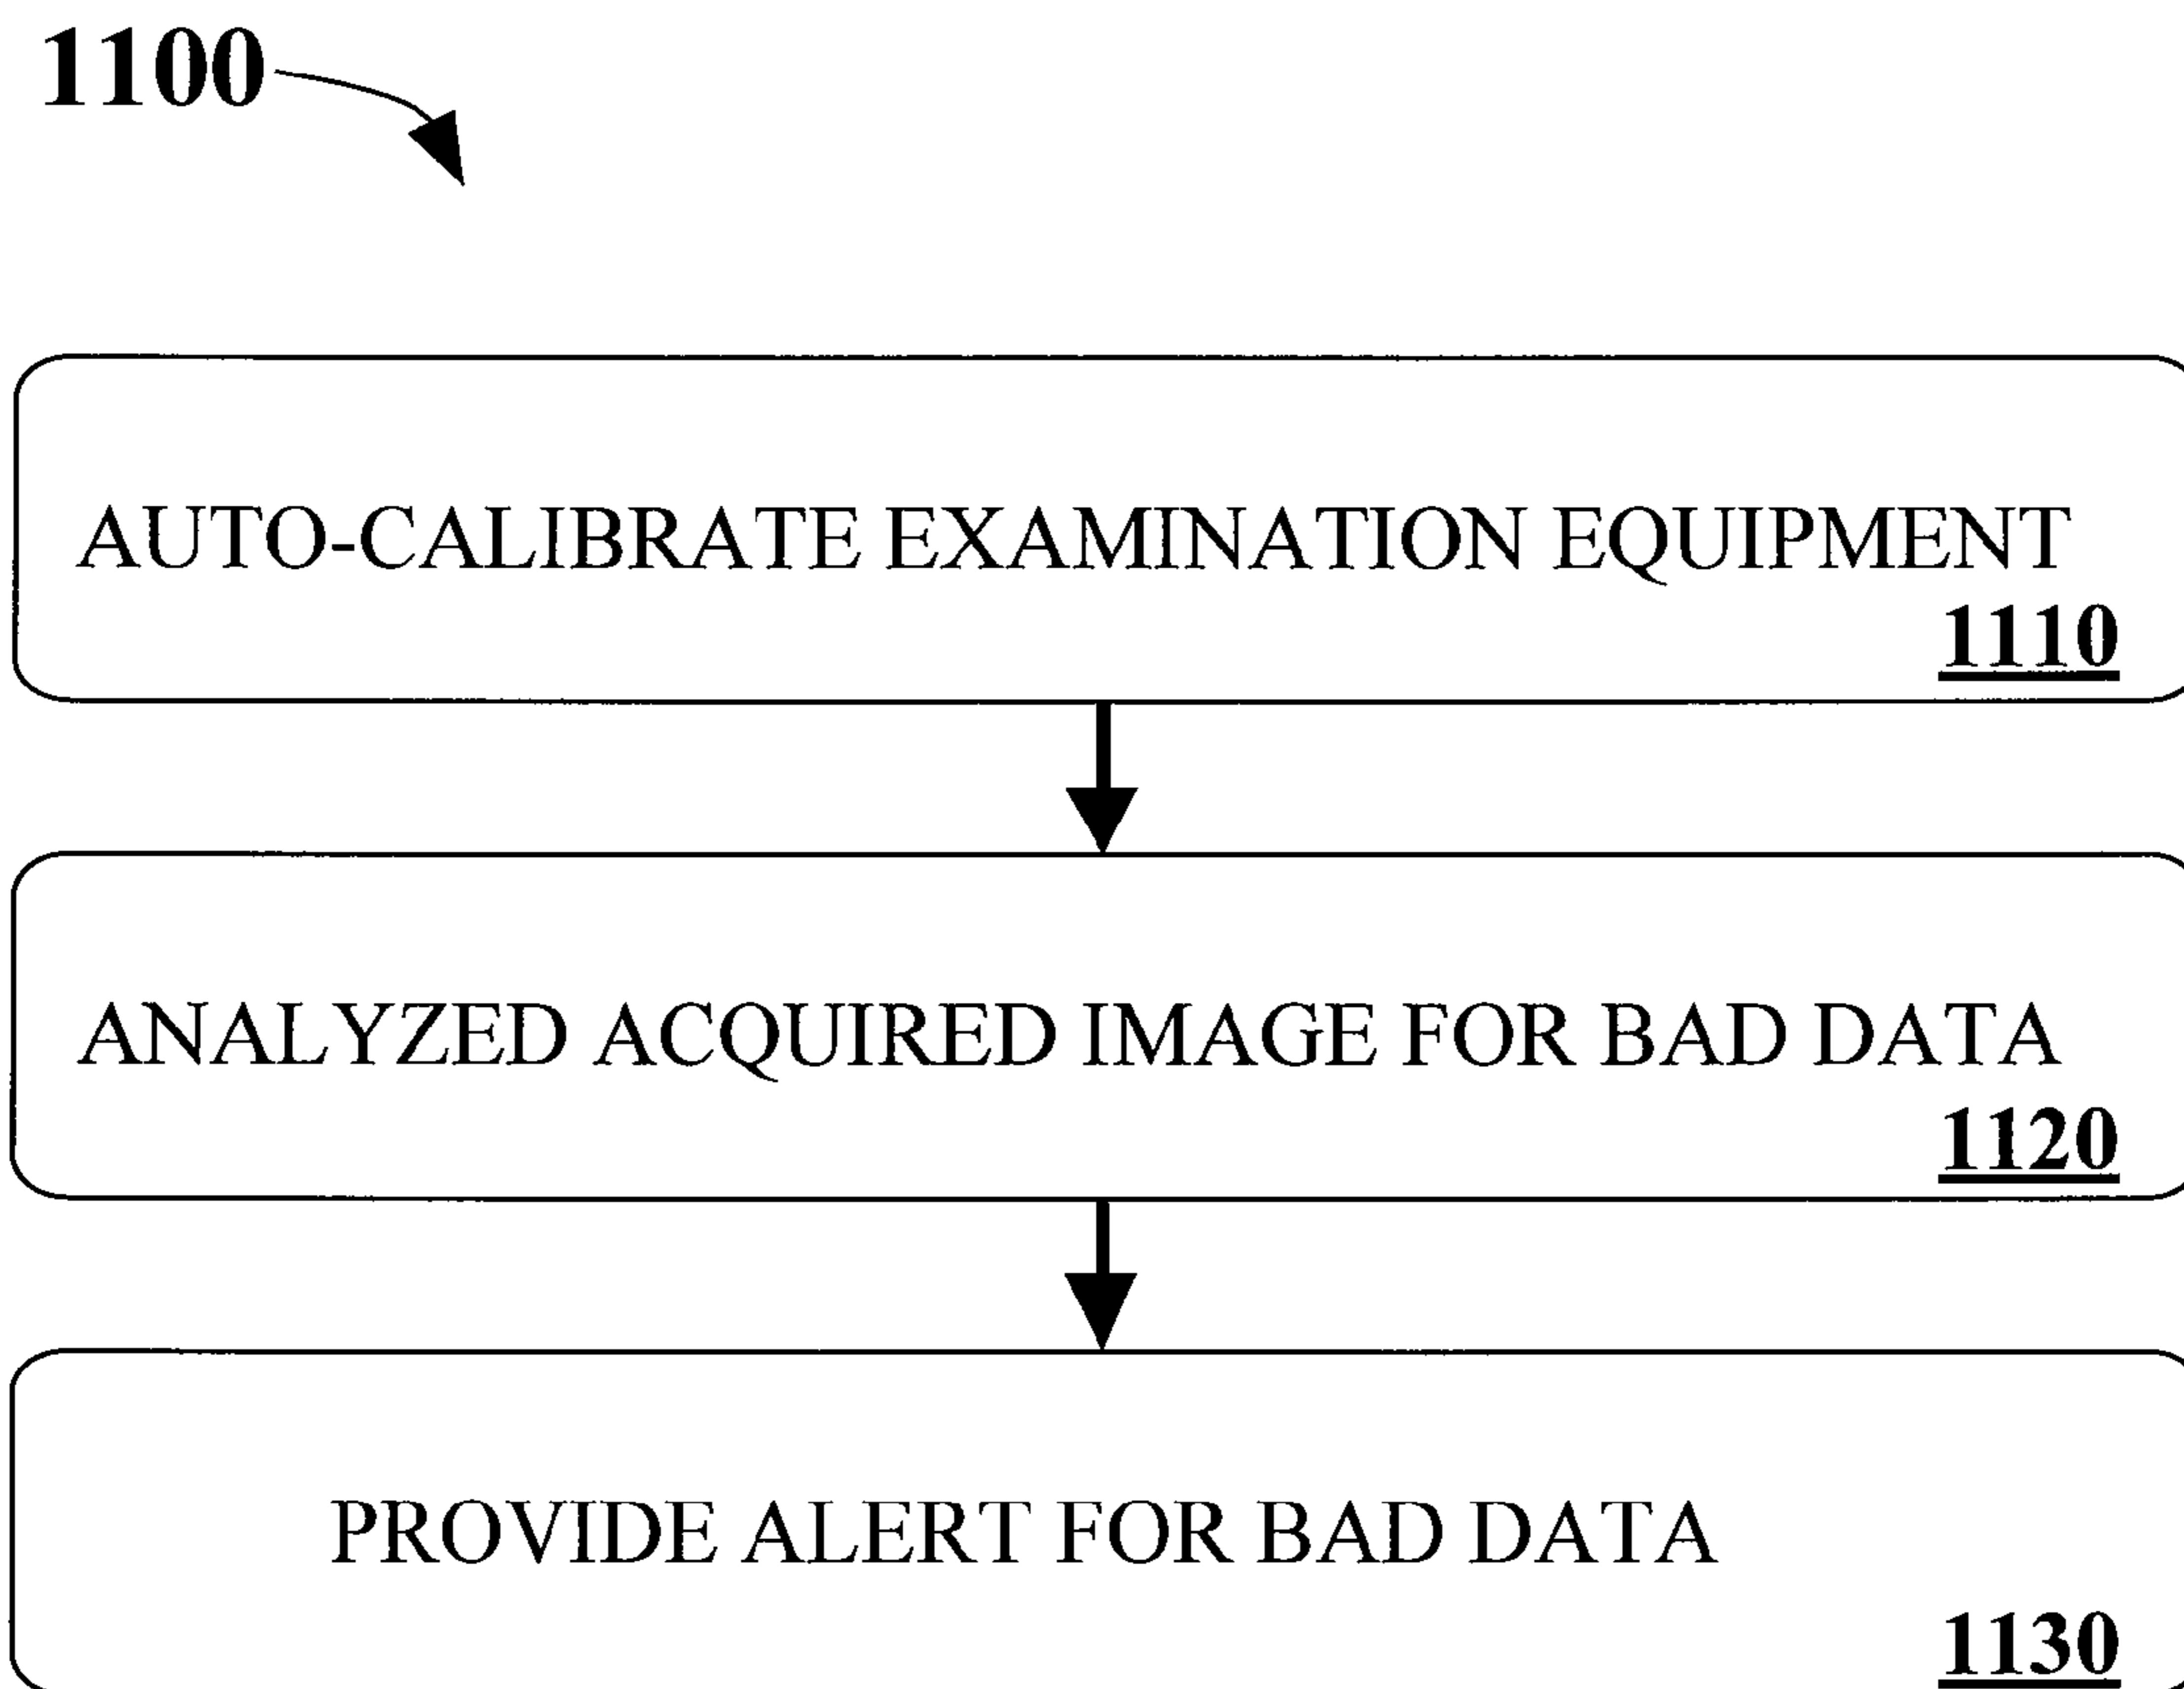 1100
AUTO-CALIBRATE EXAMINATION EQUIPMENT
1110
ANALYZED ACQUIRED IMAGE FOR BAD DATA
1120
PROVIDE ALERT FOR BAD DATA
1130